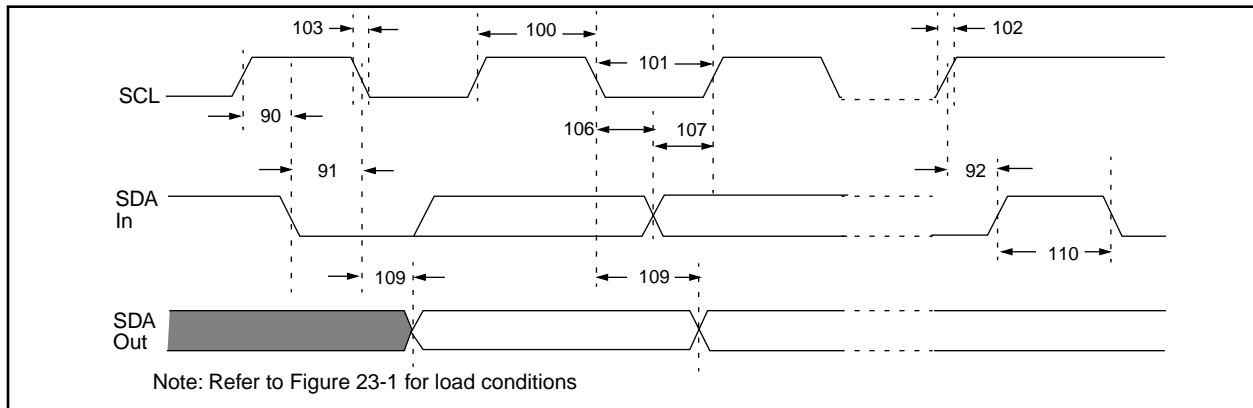 103
100
102
101
SCL
90
106
107
91
92
SDA
In
110
109
109
SDA
Out
Note: Refer to Figure 23-1 for load conditions